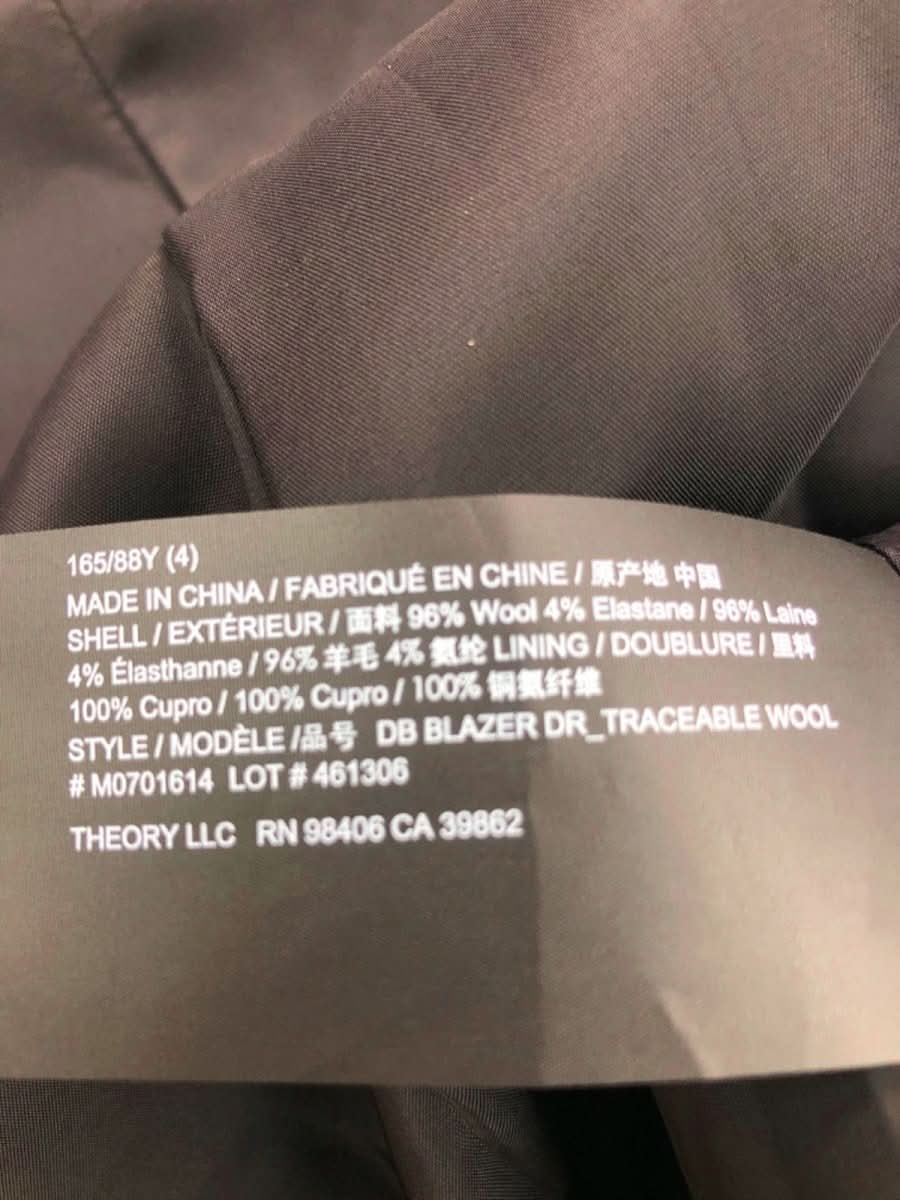 165/88Y (4)
MADE IN CHINA / FABRIQUÉ EN CHINE / 原产地 中国
SHELL / EXTÉRIEUR / 面料 96% Wool 4% Elastane / 96% Laine
4% Élasthanne / 96% 羊毛 4% 氨纶 LINING / DOUBLURE / 里料
100% Cupro / 100% Cupro / 100% 铜氨纤维
STYLE / MODÈLE /品号 DB BLAZER DR_TRACEABLE WOOL
# M0701614 LOT # 461306
THEORY LLC RN 98406 CA 39862